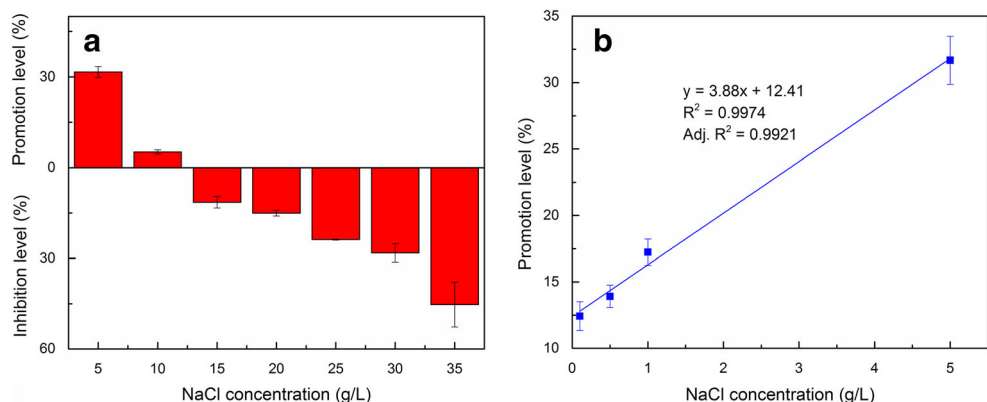 a
Promotion level (%)
Inhibition level (%)
30
0
30
60
5 10 15 20 25 30 35
NaCl concentration (g/L)
b
Promotion level (%)
35
30
25
20
15
10
y = 3.88x + 12.41
R² = 0.9974
Adj. R² = 0.9921
0 1 2 3 4 5
NaCl concentration (g/L)